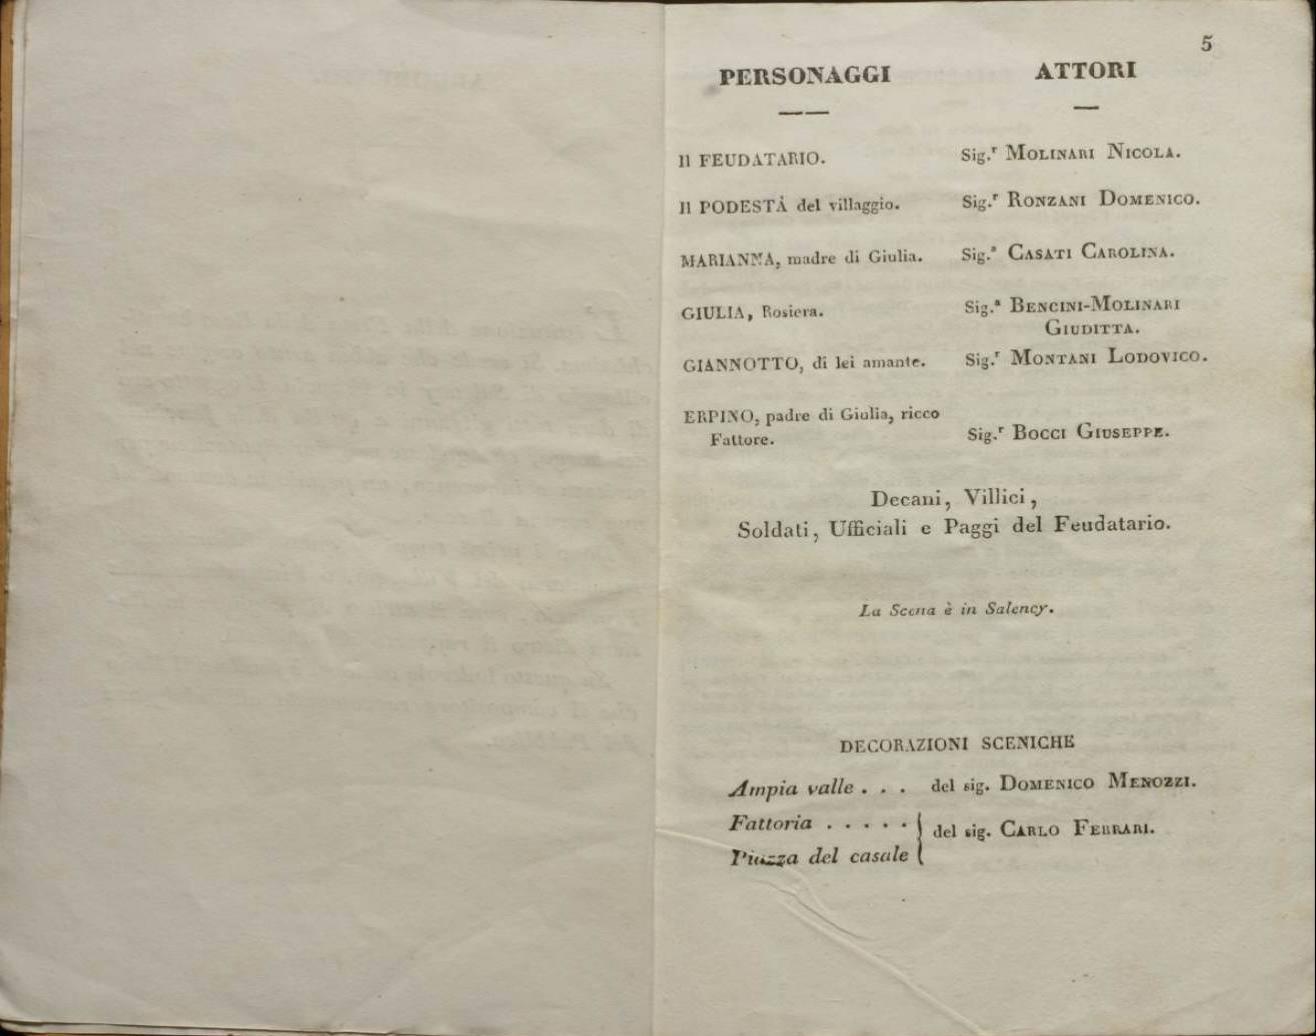 5
PERSONAGGI ATTORI
Il FEUDATARIO. Sig.r MOLINARI NICOLA.
Il PODESTÀ del villaggio. Sig.r RONZANI DOMENICO.
MARIANNA, madre di Giulia. Sig.a CASATI CAROLINA.
GIULIA, Rosiera. Sig.a BENCINI-MOLINARI
GIUDITTA.
GIANNOTTO, di lei amante. Sig.r MONTANI LODOVICO.
ERPINO, padre di Giulia, ricco
Fattore. Sig.r BOCCI GIUSEPPE.
Decani, Villici,
Soldati, Ufficiali e Paggi del Feudatario.
La Scena è in Salency.
DECORAZIONI SCENICHE
Ampia valle . . . del sig. DOMENICO MENOZZI.
Fattoria . . . . . del sig. CARLO FERRARI.
Piazza del casale